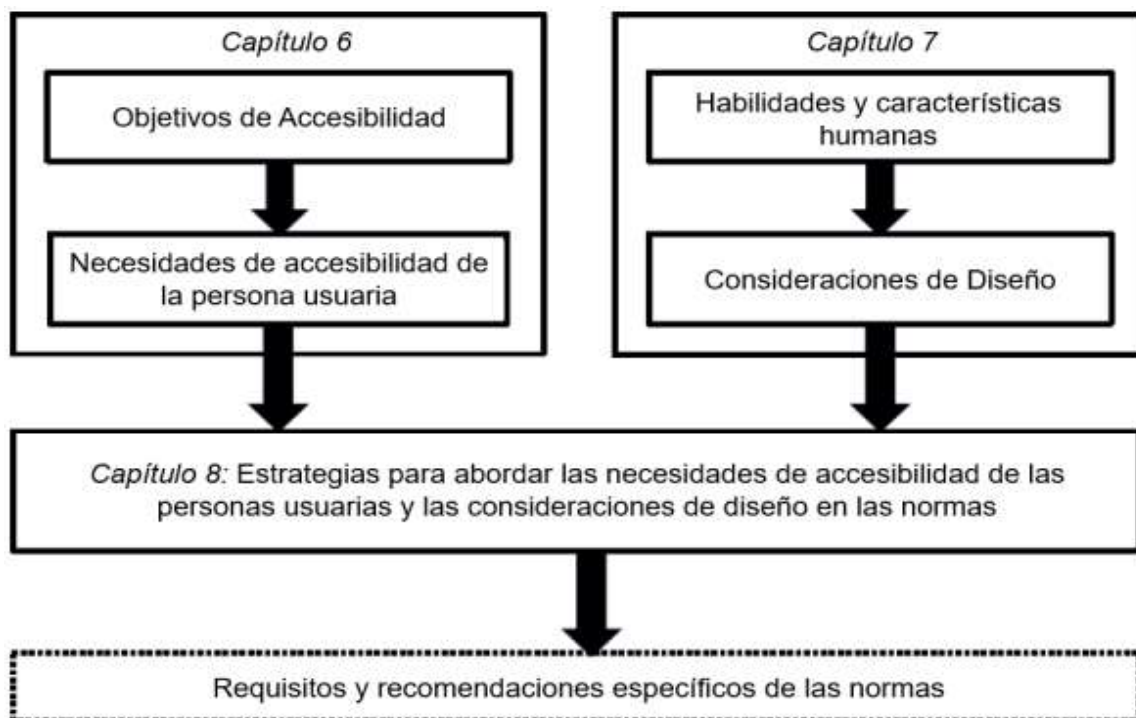 Capítulo 6
Objetivos de Accesibilidad
Necesidades de accesibilidad de
la persona usuaria
Capítulo 7
Habilidades y características
humanas
Consideraciones de Diseño
Capítulo 8: Estrategias para abordar las necesidades de accesibilidad de las
personas usuarias y las consideraciones de diseño en las normas
Requisitos y recomendaciones específicos de las normas